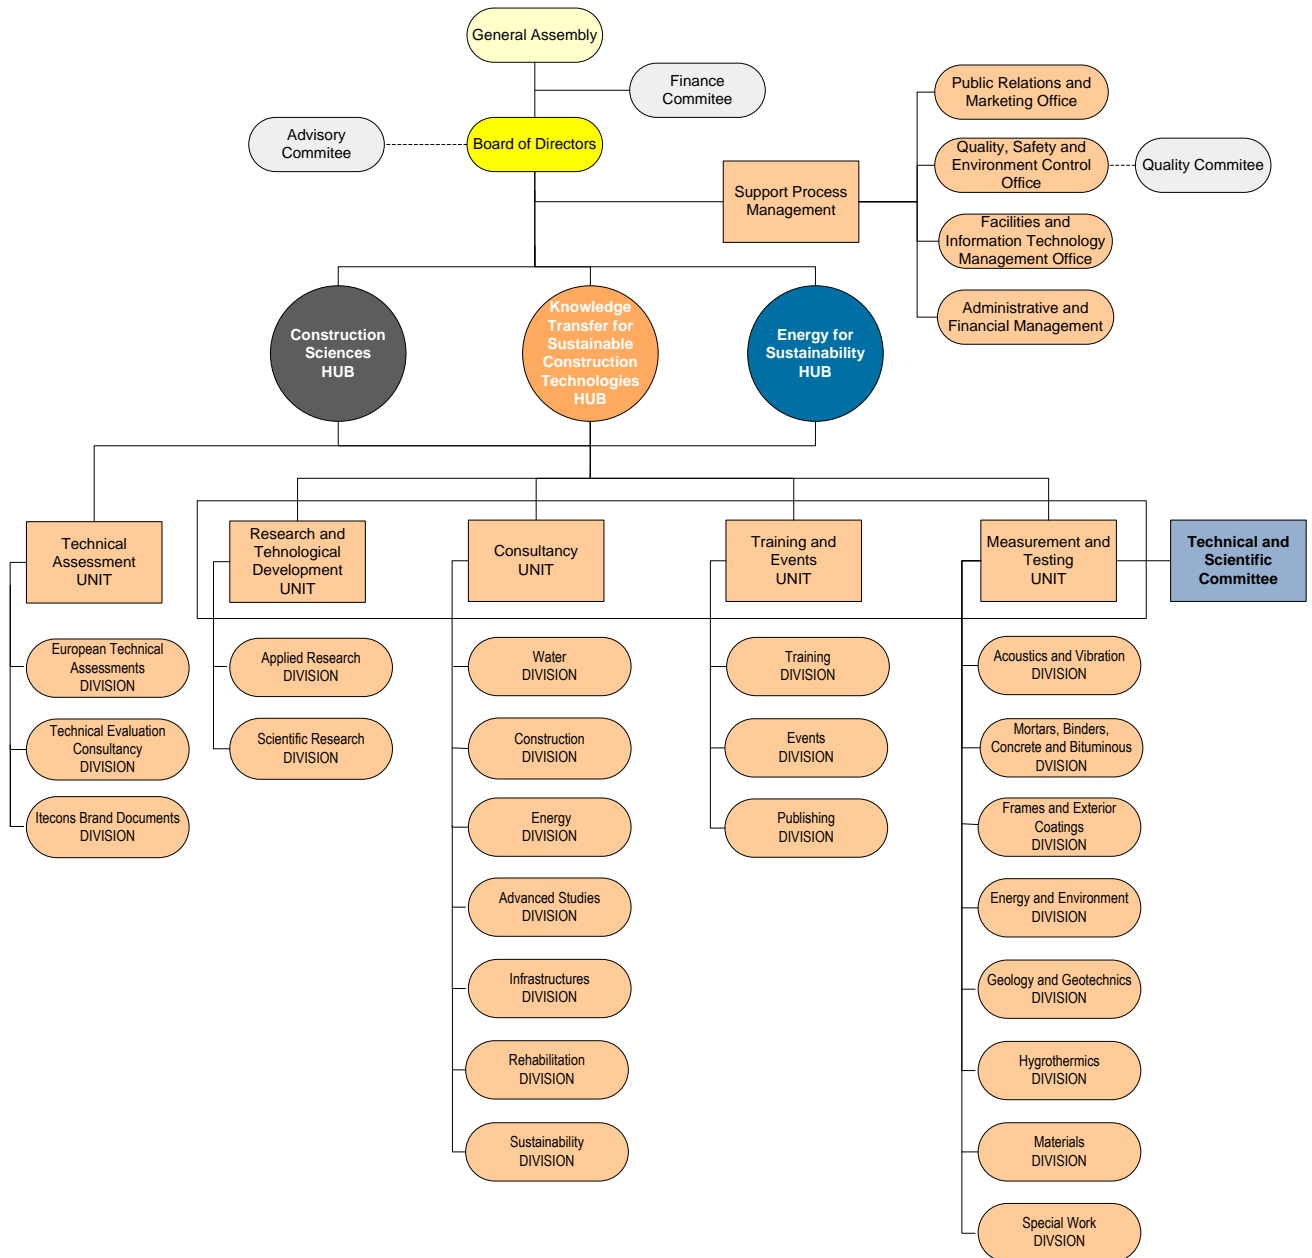 General Assembly
Finance
Commitee
Public Relations and
Marketing Office
Advisory
Commitee
Board of Directors
Quality, Safety and
Environment Control
Office
Quality Commitee
Support Process
Management
Facilities and
Information Technology
Management Office
Administrative and
Financial Management
Construction
Sciences
HUB
Knowledge
Transfer for
Sustainable
Construction
Technologies
HUB
Energy for
Sustainability
HUB
Technical
Assessment
UNIT
Research and
Tehnological
Development
UNIT
Consultancy
UNIT
Training and
Events
UNIT
Measurement and
Testing
UNIT
Technical and
Scientific
Committee
European Technical
Assessments
DIVISION
Technical Evaluation
Consultancy
DIVISION
Itecons Brand Documents
DIVISION
Applied Research
DIVISION
Scientific Research
DIVISION
Water
DIVISION
Construction
DIVISION
Energy
DIVISION
Advanced Studies
DIVISION
Infrastructures
DIVISION
Rehabilitation
DIVISION
Sustainability
DIVISION
Training
DIVISION
Events
DIVISION
Publishing
DIVISION
Acoustics and Vibration
DIVISION
Mortars, Binders,
Concrete and Bituminous
DVISION
Frames and Exterior
Coatings
DIVISION
Energy and Environment
DIVISION
Geology and Geotechnics
DIVISION
Hygrothermics
DIVISION
Materials
DIVISION
Special Work
DIVSION